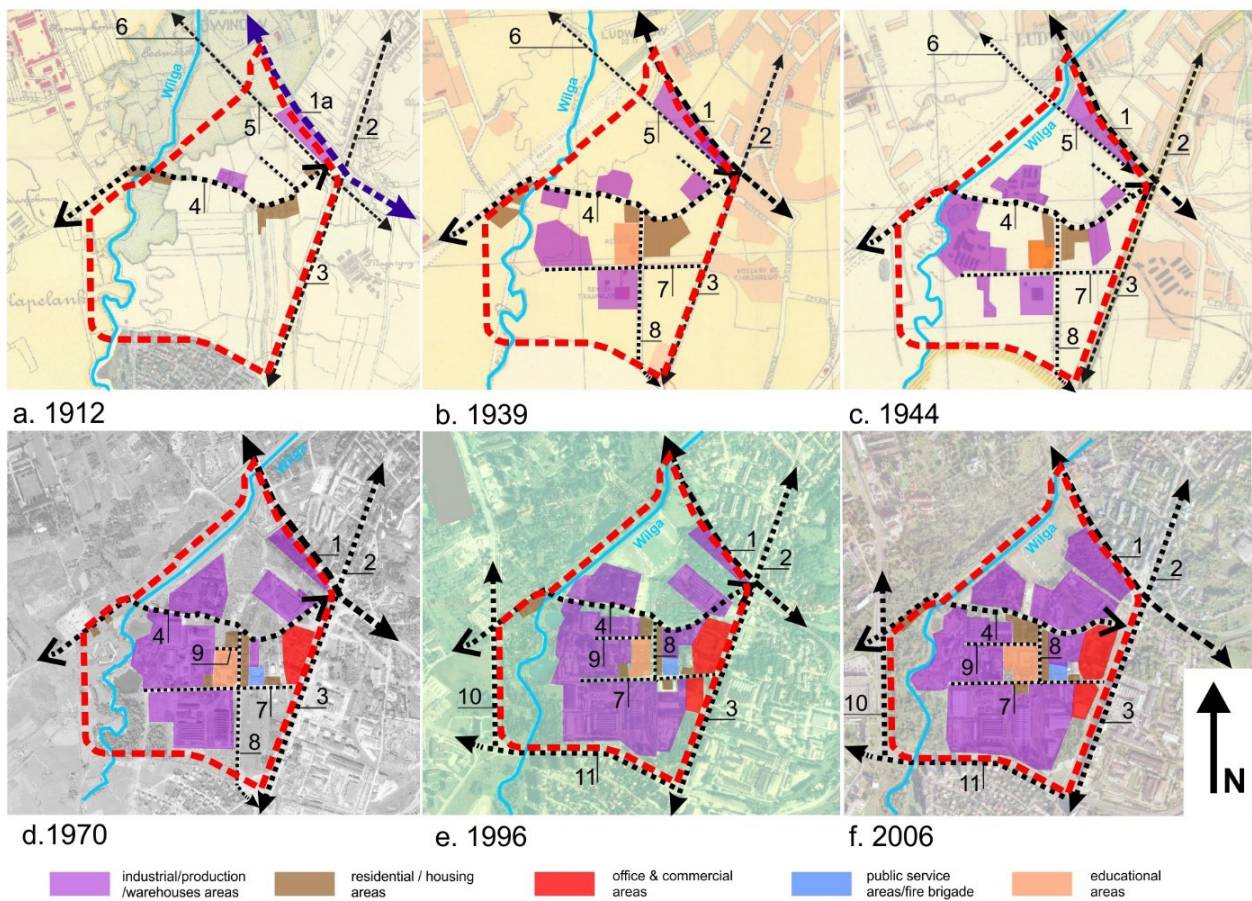 6
Wilga
1a
5
2
4
3
a. 1912
6
LUDWINÓW
Wilga
1
5
2
4
7
3
8
b. 1939
6
LUDWINÓW
Wilga
1
5
2
4
7
3
8
c. 1944
Wilga
1
2
4
9
7
3
8
d.1970
Wilga
1
2
4
8
9
7
3
10
11
e. 1996
Wilga
1
2
4
8
9
7
3
10
11
f. 2006
N
industrial/production
/warehouses areas
residential / housing
areas
office & commercial
areas
public service
areas/fire brigade
educational
areas